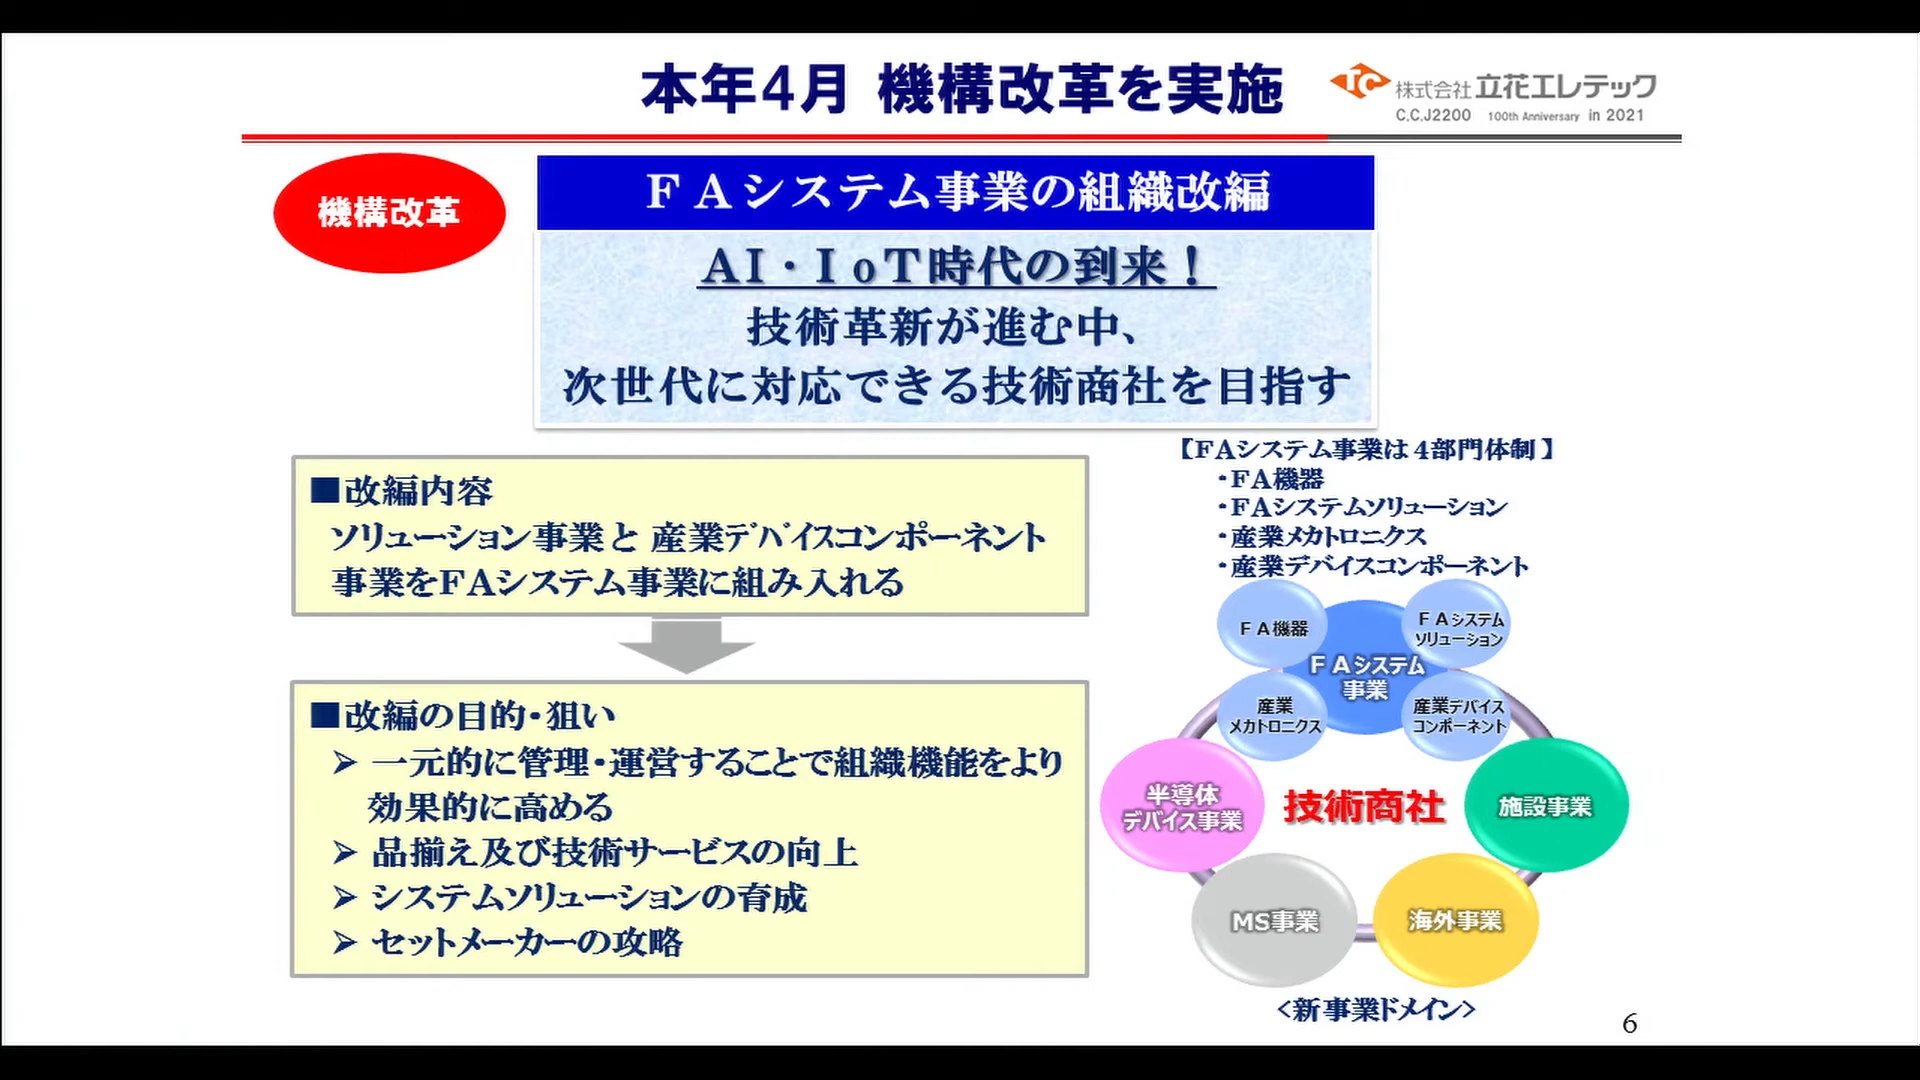 本年4月 機構改革を実施
TC 株式会社 立花エレテック
C.C.J2200 100th Anniversary in 2021
機構改革
ＦＡシステム事業の組織改編
ＡＩ・ＩｏＴ時代の到来！
技術革新が進む中、
次世代に対応できる技術商社を目指す
■改編内容
ソリューション事業と 産業デバイスコンポーネント
事業をＦＡシステム事業に組み入れる
■改編の目的・狙い
➢ 一元的に管理・運営することで組織機能をより
効果的に高める
➢ 品揃え及び技術サービスの向上
➢ システムソリューションの育成
➢ セットメーカーの攻略
【ＦＡシステム事業は４部門体制】
・ＦＡ機器
・ＦＡシステムソリューション
・産業メカトロニクス
・産業デバイスコンポーネント
ＦＡ機器
ＦＡシステム
ソリューション
ＦＡシステム
事業
産業
メカトロニクス
産業デバイス
コンポーネント
半導体
デバイス事業
技術商社
施設事業
MS事業
海外事業
＜新事業ドメイン＞
6